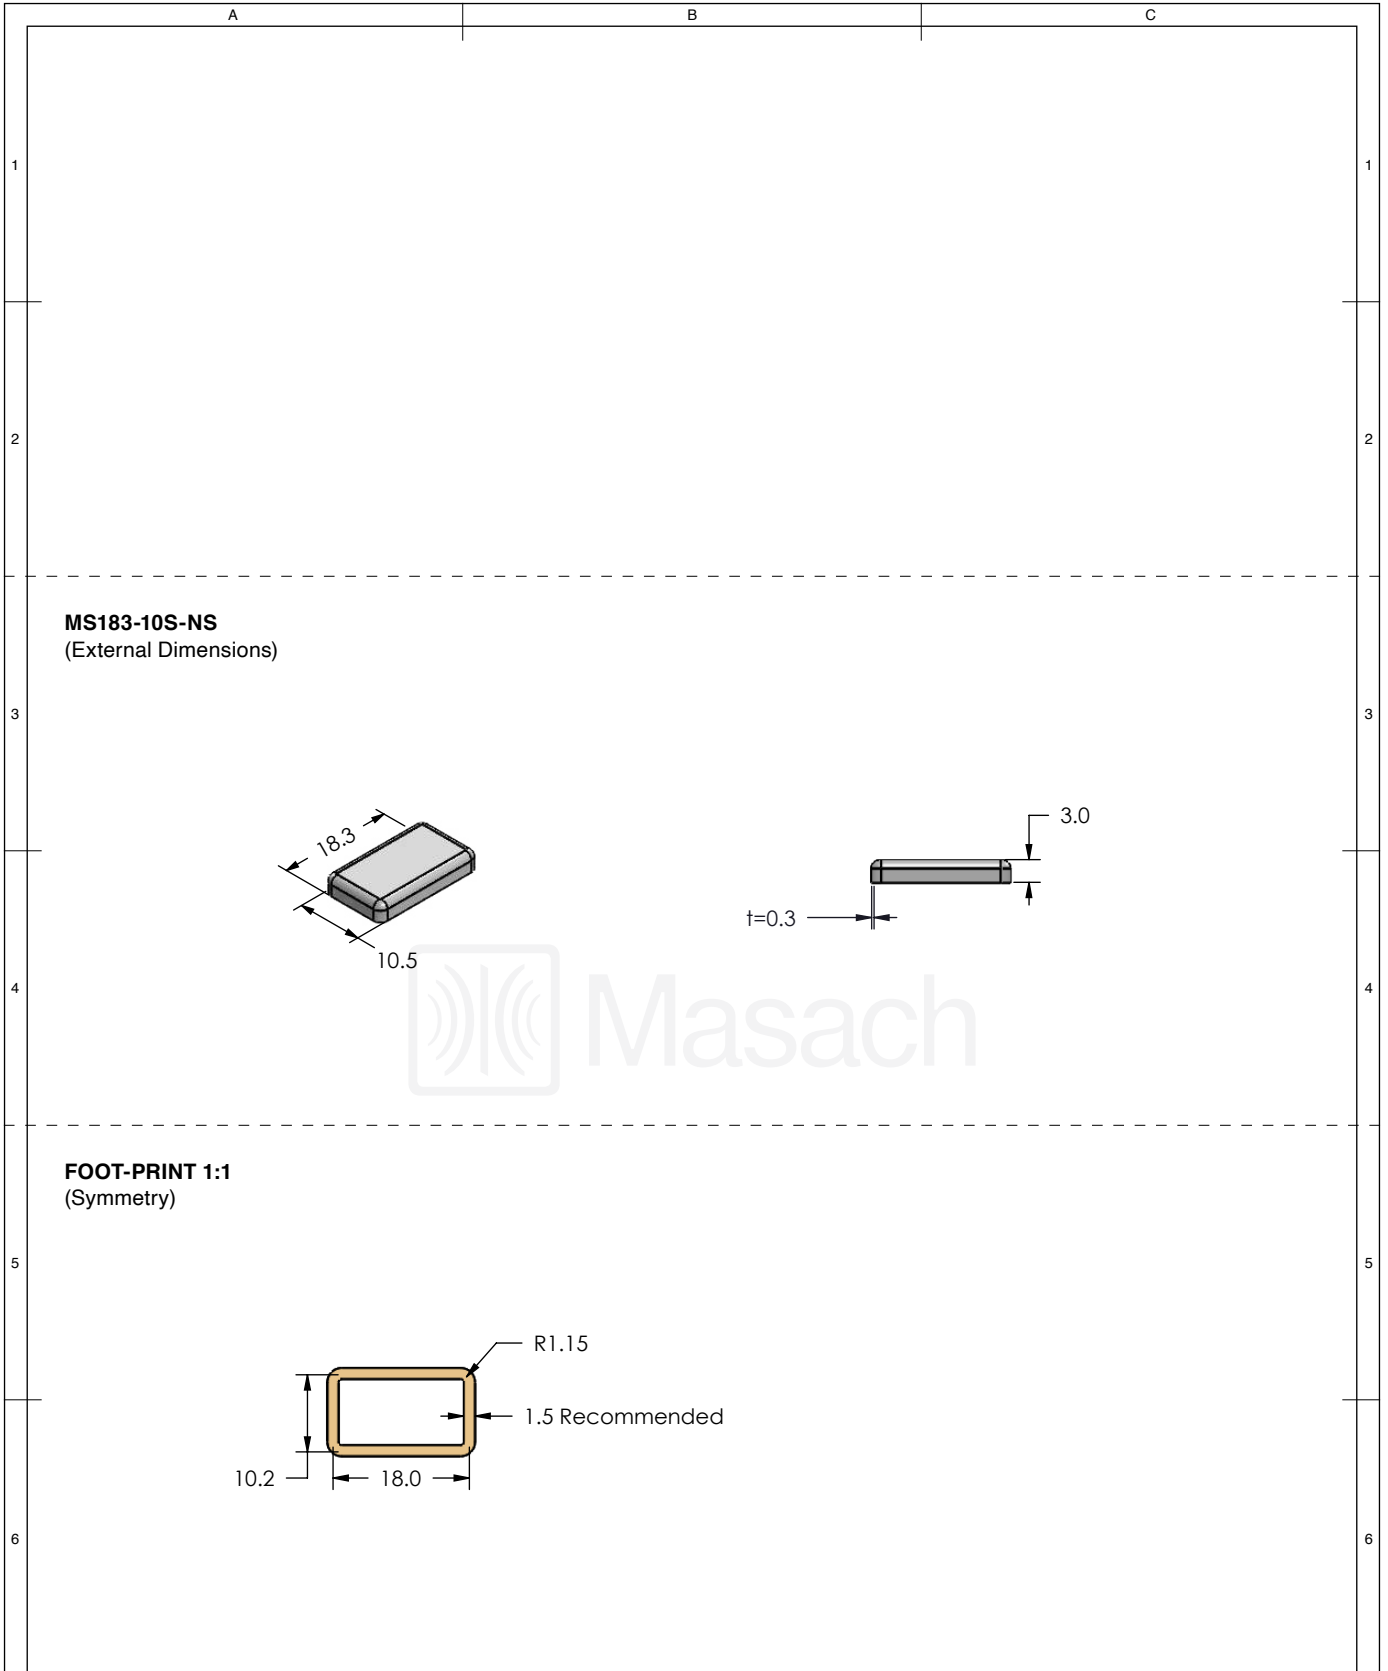 A B C
1 1
2 2
MS183-10S-NS
(External Dimensions)
3 3
18.3
10.5
3.0
t=0.3
4 4
Masach
FOOT-PRINT 1:1
(Symmetry)
5 5
R1.15
1.5 Recommended
10.2
18.0
6 6